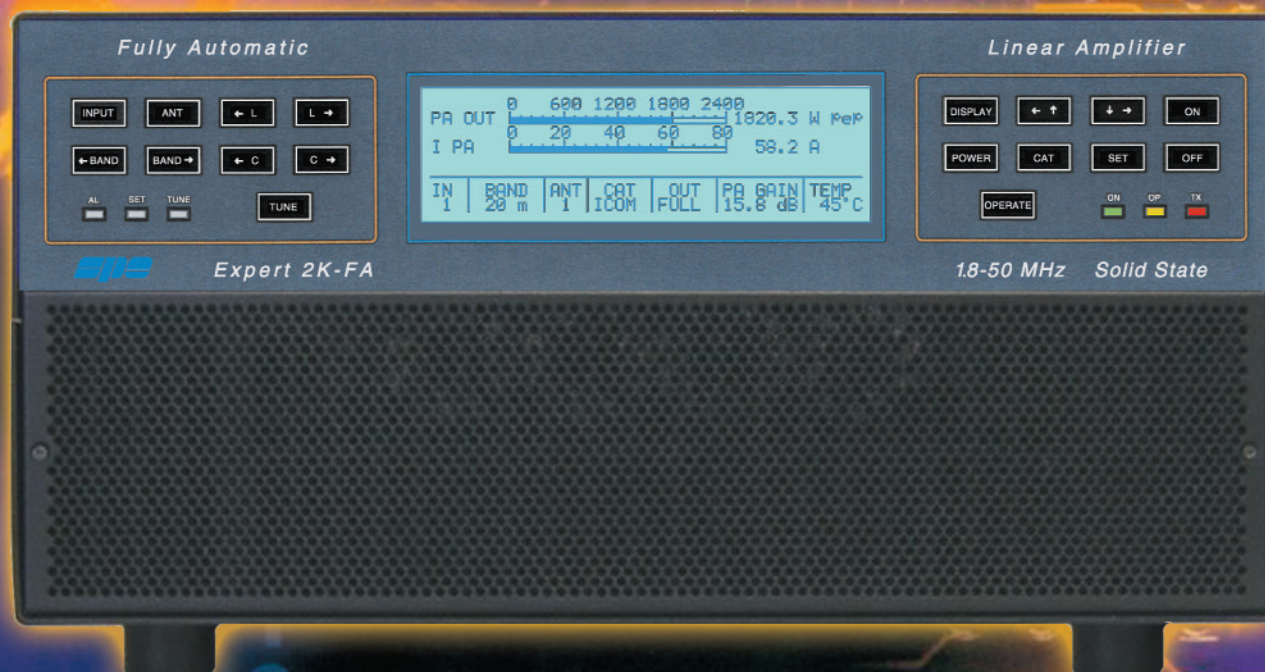 Fully Automatic
INPUT ANT ← L L →
← BAND BAND → ← C C →
AL SET TUNE
TUNE
0 600 1200 1800 2400
PA OUT 1820.3 W pep
0 20 40 60 80
I PA 58.2 A
IN BAND ANT CAT OUT PA GAIN TEMP
1 20 m 1 ICOM FULL 15.8 dB 45°C
Linear Amplifier
DISPLAY ← ↑ ↓ → ON
POWER CAT SET OFF
OPERATE
ON OP TX
spe
Expert 2K-FA
1.8-50 MHz Solid State